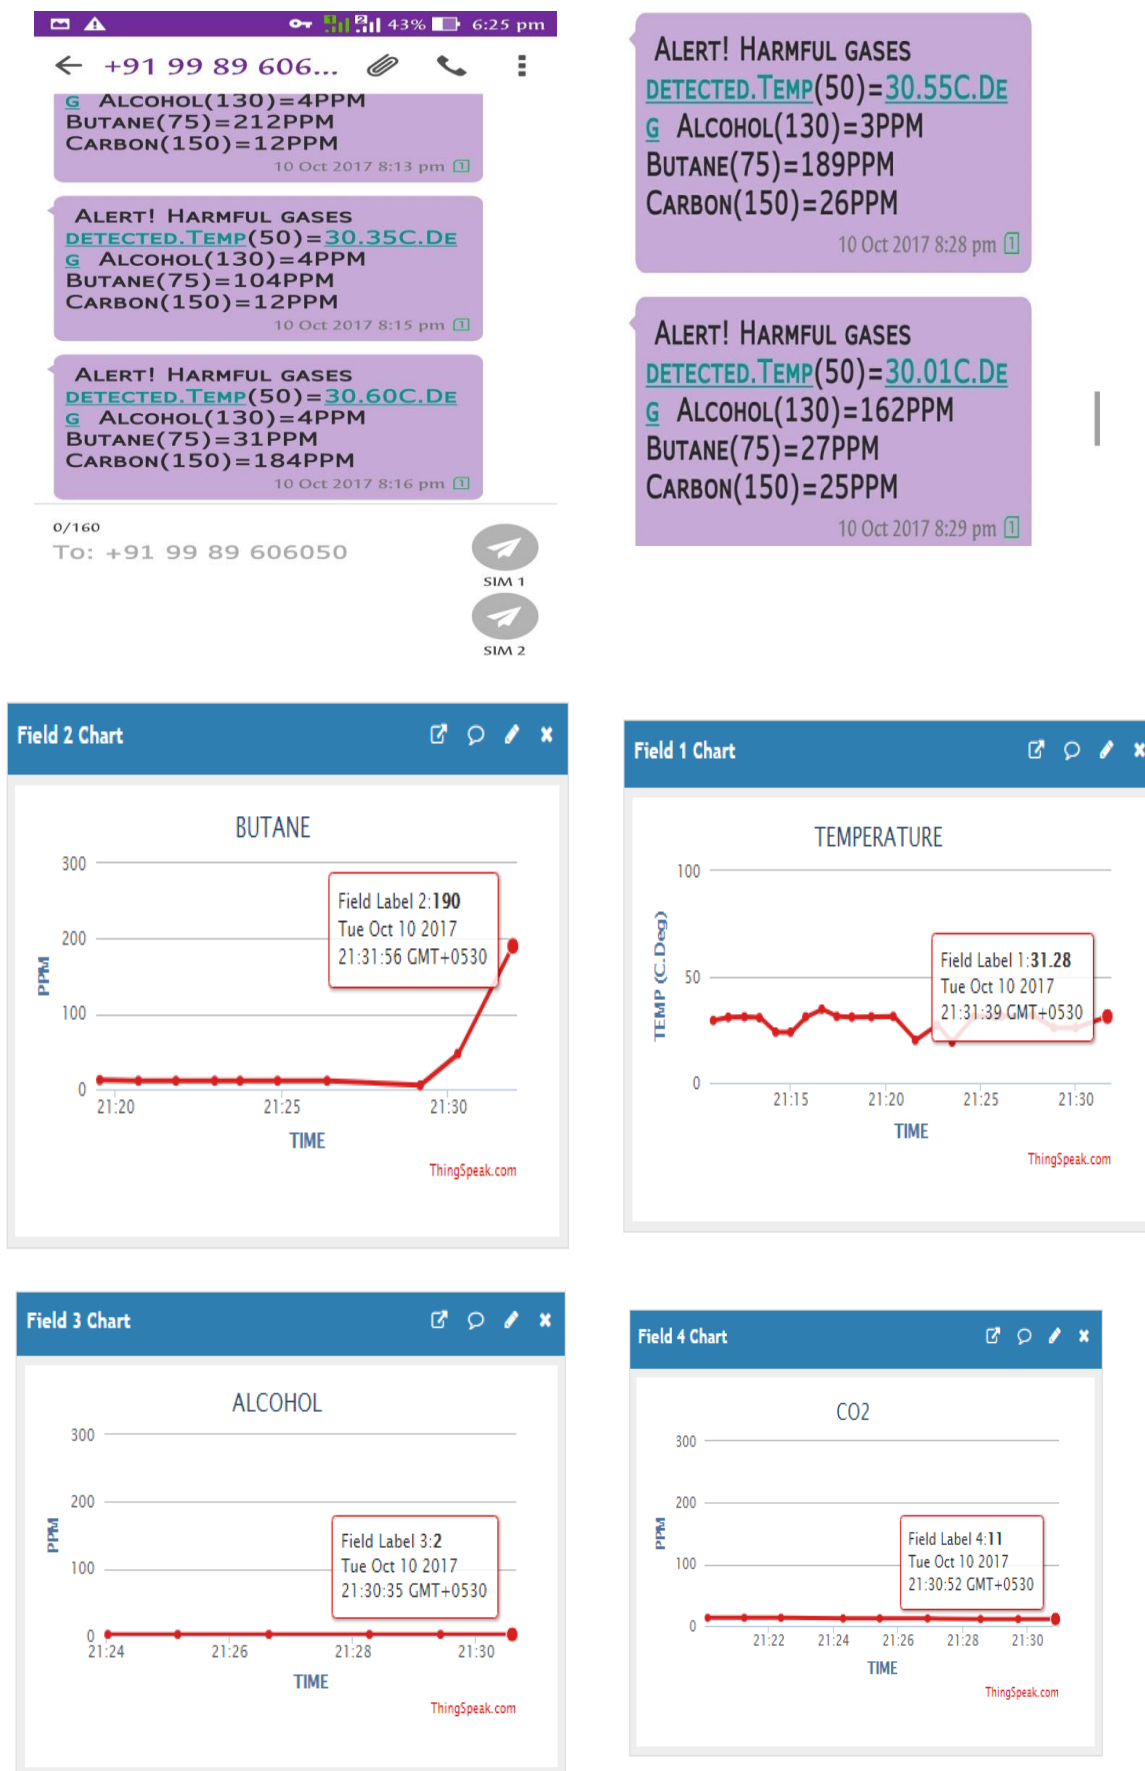 43% 6:25 pm
+91 99 89 606...
G ALCOHOL(130)=4PPM
BUTANE(75)=212PPM
CARBON(150)=12PPM
10 Oct 2017 8:13 pm 1
ALERT! HARMFUL GASES
DETECTED.TEMP(50)=30.35C.DE
G ALCOHOL(130)=4PPM
BUTANE(75)=104PPM
CARBON(150)=12PPM
10 Oct 2017 8:15 pm 1
ALERT! HARMFUL GASES
DETECTED.TEMP(50)=30.60C.DE
G ALCOHOL(130)=4PPM
BUTANE(75)=31PPM
CARBON(150)=184PPM
10 Oct 2017 8:16 pm 1
0/160
To: +91 99 89 606050
SIM 1
SIM 2
ALERT! HARMFUL GASES
DETECTED.TEMP(50)=30.55C.DE
G ALCOHOL(130)=3PPM
BUTANE(75)=189PPM
CARBON(150)=26PPM
10 Oct 2017 8:28 pm 1
ALERT! HARMFUL GASES
DETECTED.TEMP(50)=30.01C.DE
G ALCOHOL(130)=162PPM
BUTANE(75)=27PPM
CARBON(150)=25PPM
10 Oct 2017 8:29 pm 1
Field 2 Chart
BUTANE
300
200
100
0
PPM
Field Label 2:190
Tue Oct 10 2017
21:31:56 GMT+0530
21:20 21:25 21:30
TIME
ThingSpeak.com
Field 1 Chart
TEMPERATURE
100
50
0
TEMP (C.Deg)
Field Label 1:31.28
Tue Oct 10 2017
21:31:39 GMT+0530
21:15 21:20 21:25 21:30
TIME
ThingSpeak.com
Field 3 Chart
ALCOHOL
300
200
100
0
PPM
Field Label 3:2
Tue Oct 10 2017
21:30:35 GMT+0530
21:24 21:26 21:28 21:30
TIME
ThingSpeak.com
Field 4 Chart
CO2
300
200
100
0
PPM
Field Label 4:11
Tue Oct 10 2017
21:30:52 GMT+0530
21:22 21:24 21:26 21:28 21:30
TIME
ThingSpeak.com